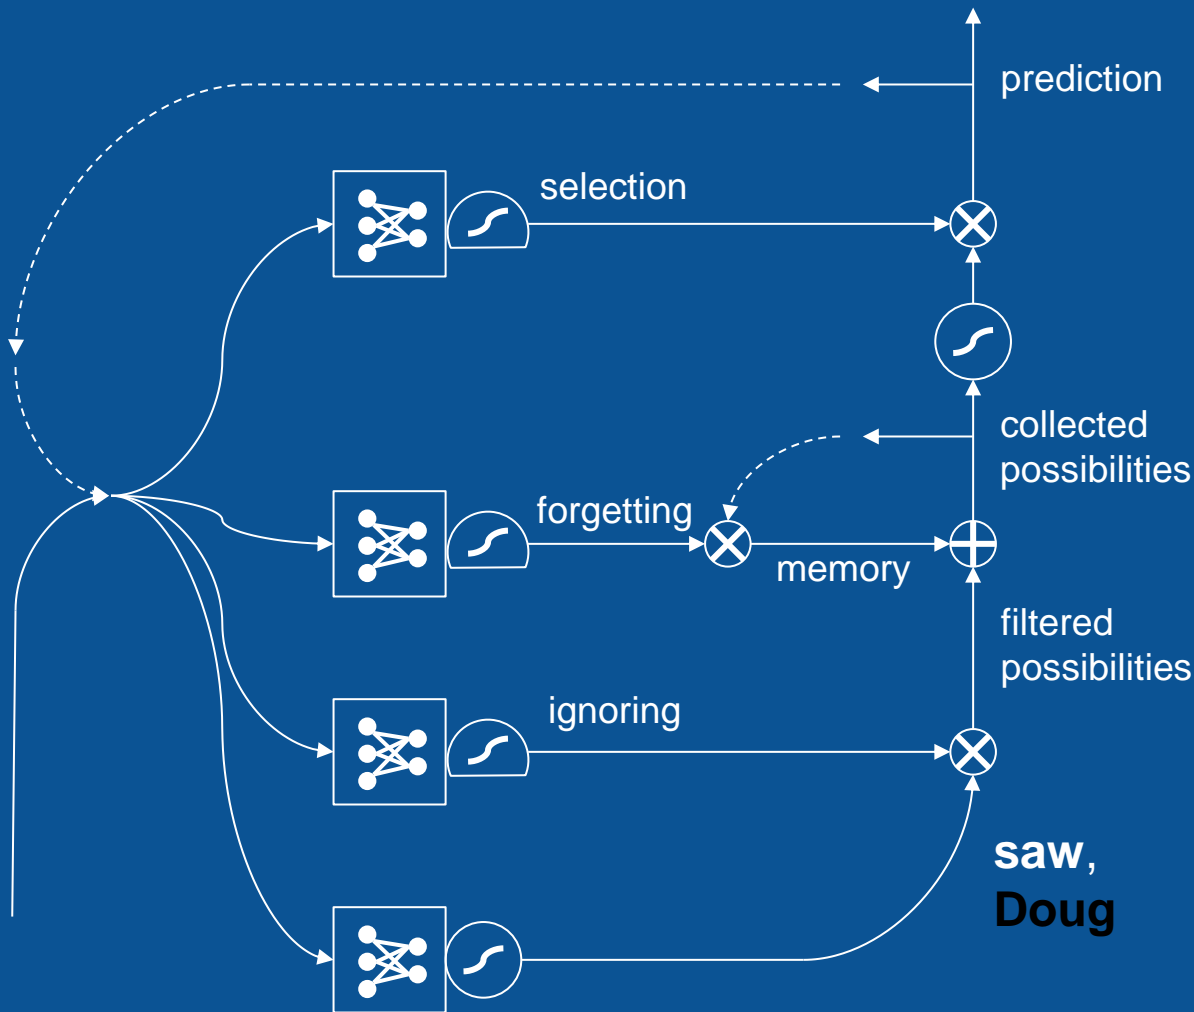 prediction
selection
collected
possibilities
forgetting
memory
filtered
possibilities
ignoring
saw,
Doug